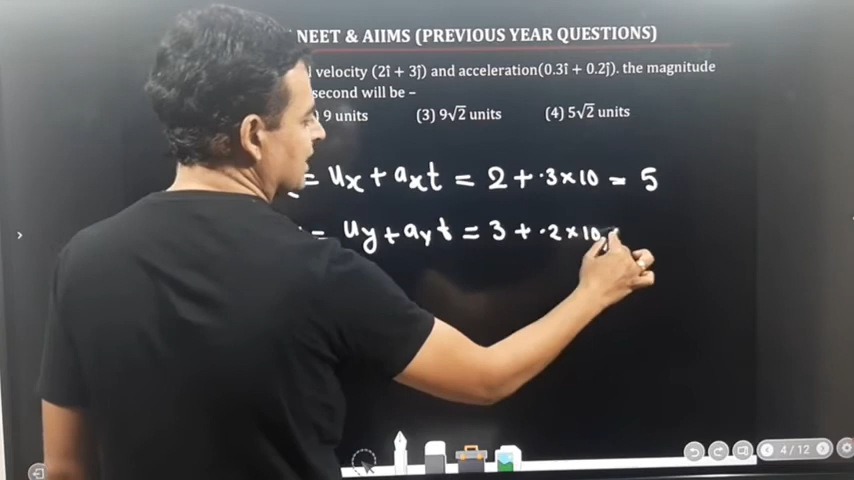 NEET & AIIMS (PREVIOUS YEAR QUESTIONS)
velocity (2î + 3ĵ) and acceleration(0.3î + 0.2ĵ). the magnitude
second will be –
9 units (3) 9√2 units (4) 5√2 units
= ux + axt = 2 + .3×10 = 5
= uy + ayt = 3 + .2×10
4 / 12